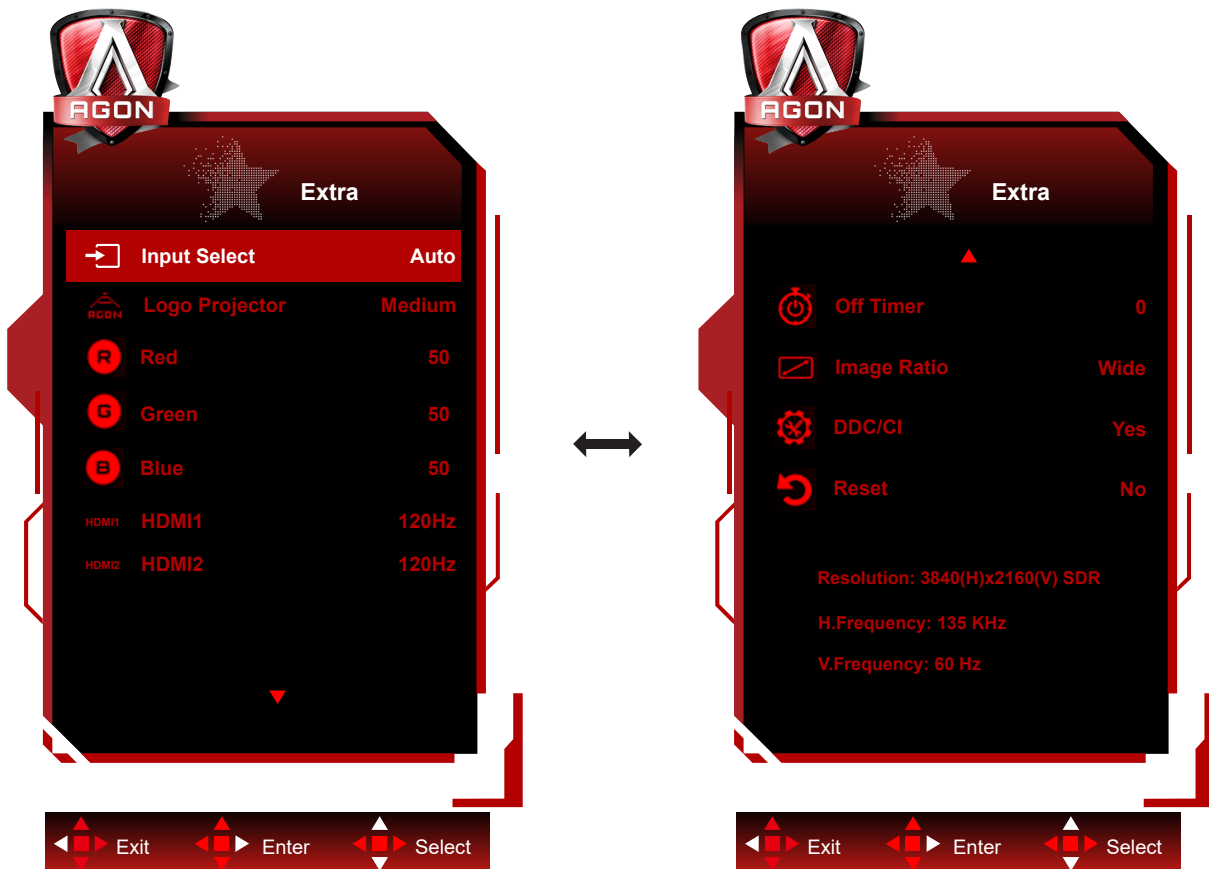 AGON
Extra
Input Select Auto
AGON Logo Projector Medium
R Red 50
G Green 50
B Blue 50
HDMI1 HDMI1 120Hz
HDMI2 HDMI2 120Hz
Exit Enter Select
AGON
Extra
Off Timer 0
Image Ratio Wide
DDC/CI Yes
Reset No
Resolution: 3840(H)x2160(V) SDR
H.Frequency: 135 KHz
V.Frequency: 60 Hz
Exit Enter Select